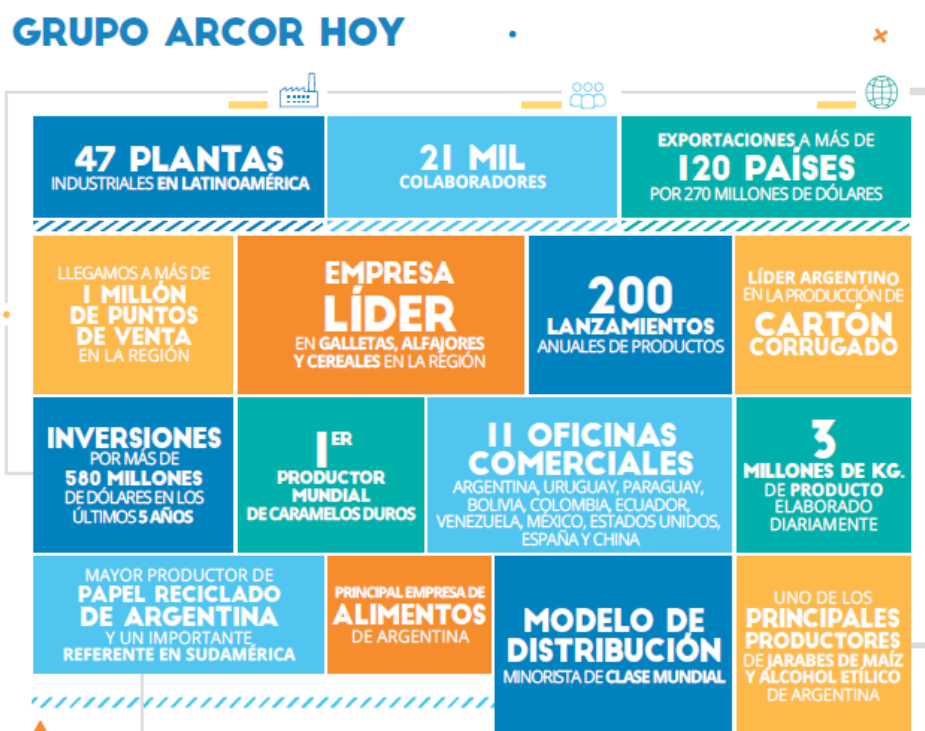 GRUPO ARCOR HOY
47 PLANTAS
INDUSTRIALES EN LATINOAMÉRICA
21 MIL
COLABORADORES
EXPORTACIONES A MÁS DE
120 PAÍSES
POR 270 MILLONES DE DÓLARES
LLEGAMOS A MÁS DE
1 MILLÓN
DE PUNTOS
DE VENTA
EN LA REGIÓN
EMPRESA
LÍDER
EN GALLETAS, ALFAJORES
Y CEREALES EN LA REGIÓN
200
LANZAMIENTOS
ANUALES DE PRODUCTOS
LÍDER ARGENTINO
EN LA PRODUCCIÓN DE
CARTÓN
CORRUGADO
INVERSIONES
POR MÁS DE
580 MILLONES
DE DÓLARES EN LOS
ÚLTIMOS 5 AÑOS
1ER
PRODUCTOR
MUNDIAL
DE CARAMELOS DUROS
11 OFICINAS
COMERCIALES
ARGENTINA, URUGUAY, PARAGUAY,
BOLIVIA, COLOMBIA, ECUADOR,
VENEZUELA, MÉXICO, ESTADOS UNIDOS,
ESPAÑA Y CHINA
3
MILLONES DE KG.
DE PRODUCTO
ELABORADO
DIARIAMENTE
MAYOR PRODUCTOR DE
PAPEL RECICLADO
DE ARGENTINA
Y UN IMPORTANTE
REFERENTE EN SUDAMÉRICA
PRINCIPAL EMPRESA DE
ALIMENTOS
DE ARGENTINA
MODELO DE
DISTRIBUCIÓN
MINORISTA DE CLASE MUNDIAL
UNO DE LOS
PRINCIPALES
PRODUCTORES
DE JARABES DE MAÍZ
Y ALCOHOL ETÍLICO
DE ARGENTINA